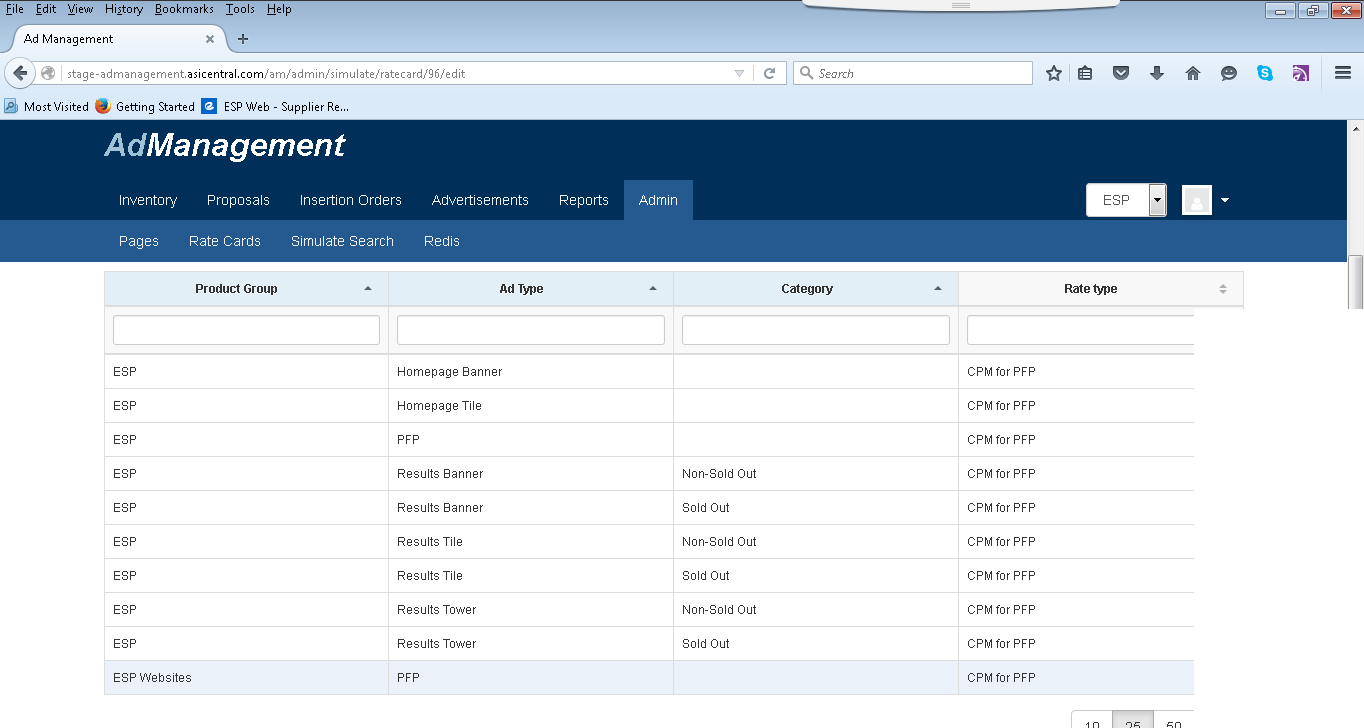 File Edit View History Bookmarks Tools Help
Ad Management
stage-admanagement.asicentral.com/am/admin/simulate/ratecard/96/edit
Search
Most Visited Getting Started ESP Web - Supplier Re...
AdManagement
Inventory Proposals Insertion Orders Advertisements Reports Admin ESP
Pages Rate Cards Simulate Search Redis
Product Group Ad Type Category Rate type
ESP Homepage Banner CPM for PFP
ESP Homepage Tile CPM for PFP
ESP PFP CPM for PFP
ESP Results Banner Non-Sold Out CPM for PFP
ESP Results Banner Sold Out CPM for PFP
ESP Results Tile Non-Sold Out CPM for PFP
ESP Results Tile Sold Out CPM for PFP
ESP Results Tower Non-Sold Out CPM for PFP
ESP Results Tower Sold Out CPM for PFP
ESP Websites PFP CPM for PFP
10 25 50